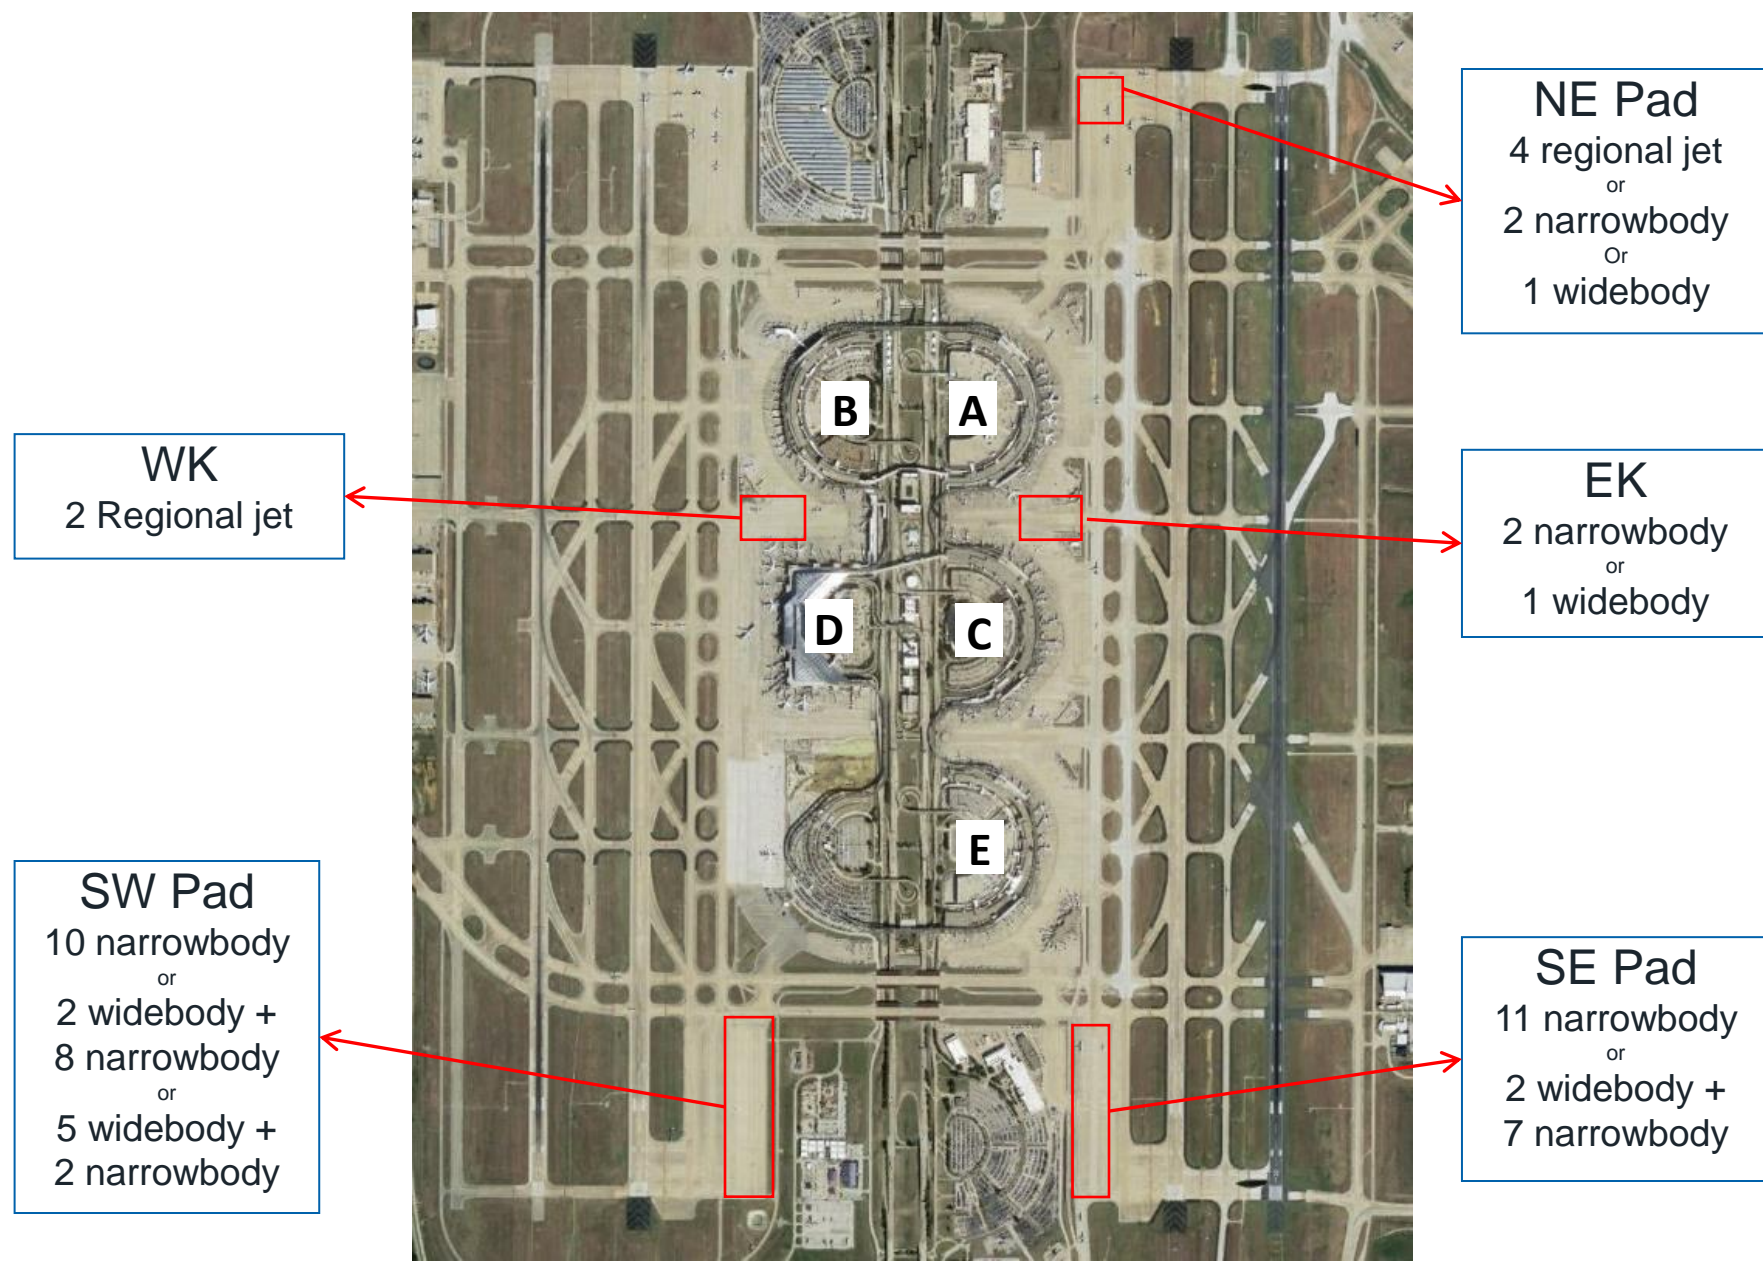 NE Pad
4 regional jet
or
2 narrowbody
Or
1 widebody
B
A
WK
2 Regional jet
EK
2 narrowbody
or
1 widebody
D
C
E
SW Pad
10 narrowbody
or
2 widebody +
8 narrowbody
or
5 widebody +
2 narrowbody
SE Pad
11 narrowbody
or
2 widebody +
7 narrowbody